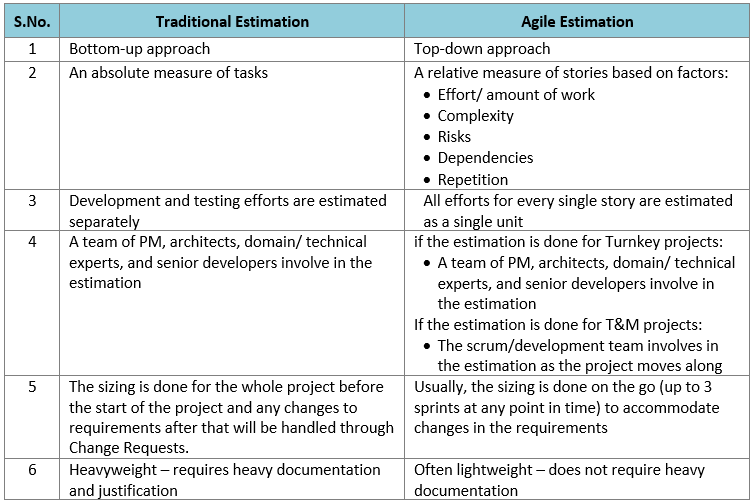 S.No. Traditional Estimation Agile Estimation
1 Bottom-up approach Top-down approach
2 An absolute measure of tasks A relative measure of stories based on factors:
• Effort/ amount of work
• Complexity
• Risks
• Dependencies
• Repetition
3 Development and testing efforts are estimated
separately
All efforts for every single story are estimated
as a single unit
4 A team of PM, architects, domain/ technical
experts, and senior developers involve in the
estimation
if the estimation is done for Turnkey projects:
• A team of PM, architects, domain/ technical
experts, and senior developers involve in
the estimation
If the estimation is done for T&M projects:
• The scrum/development team involves in
the estimation as the project moves along
5 The sizing is done for the whole project before
the start of the project and any changes to
requirements after that will be handled through
Change Requests.
Usually, the sizing is done on the go (up to 3
sprints at any point in time) to accommodate
changes in the requirements
6 Heavyweight – requires heavy documentation
and justification
Often lightweight – does not require heavy
documentation